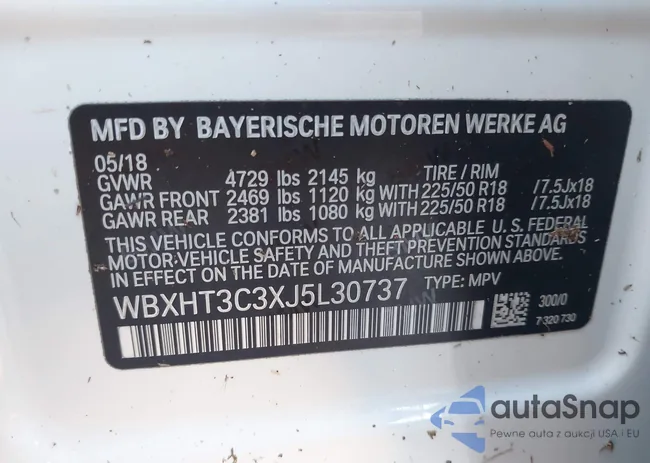 MFD BY BAYERISCHE MOTOREN WERKE AG
05/18
GVWR 4729 lbs 2145 kg TIRE / RIM
GAWR FRONT 2469 lbs 1120 kg WITH 225/50 R18 /7.5Jx18
GAWR REAR 2381 lbs 1080 kg WITH 225/50 R18 /7.5Jx18
THIS VEHICLE CONFORMS TO ALL APPLICABLE U. S. FEDERAL
MOTOR-VEHICLE SAFETY AND THEFT PREVENTION STANDARDS
IN EFFECT ON THE DATE OF MANUFACTURE SHOWN ABOVE.
WBXHT3C3XJ5L30737 TYPE: MPV
300/0
7 320 730
autaSnap
Pewne auta z aukcji USA i EU